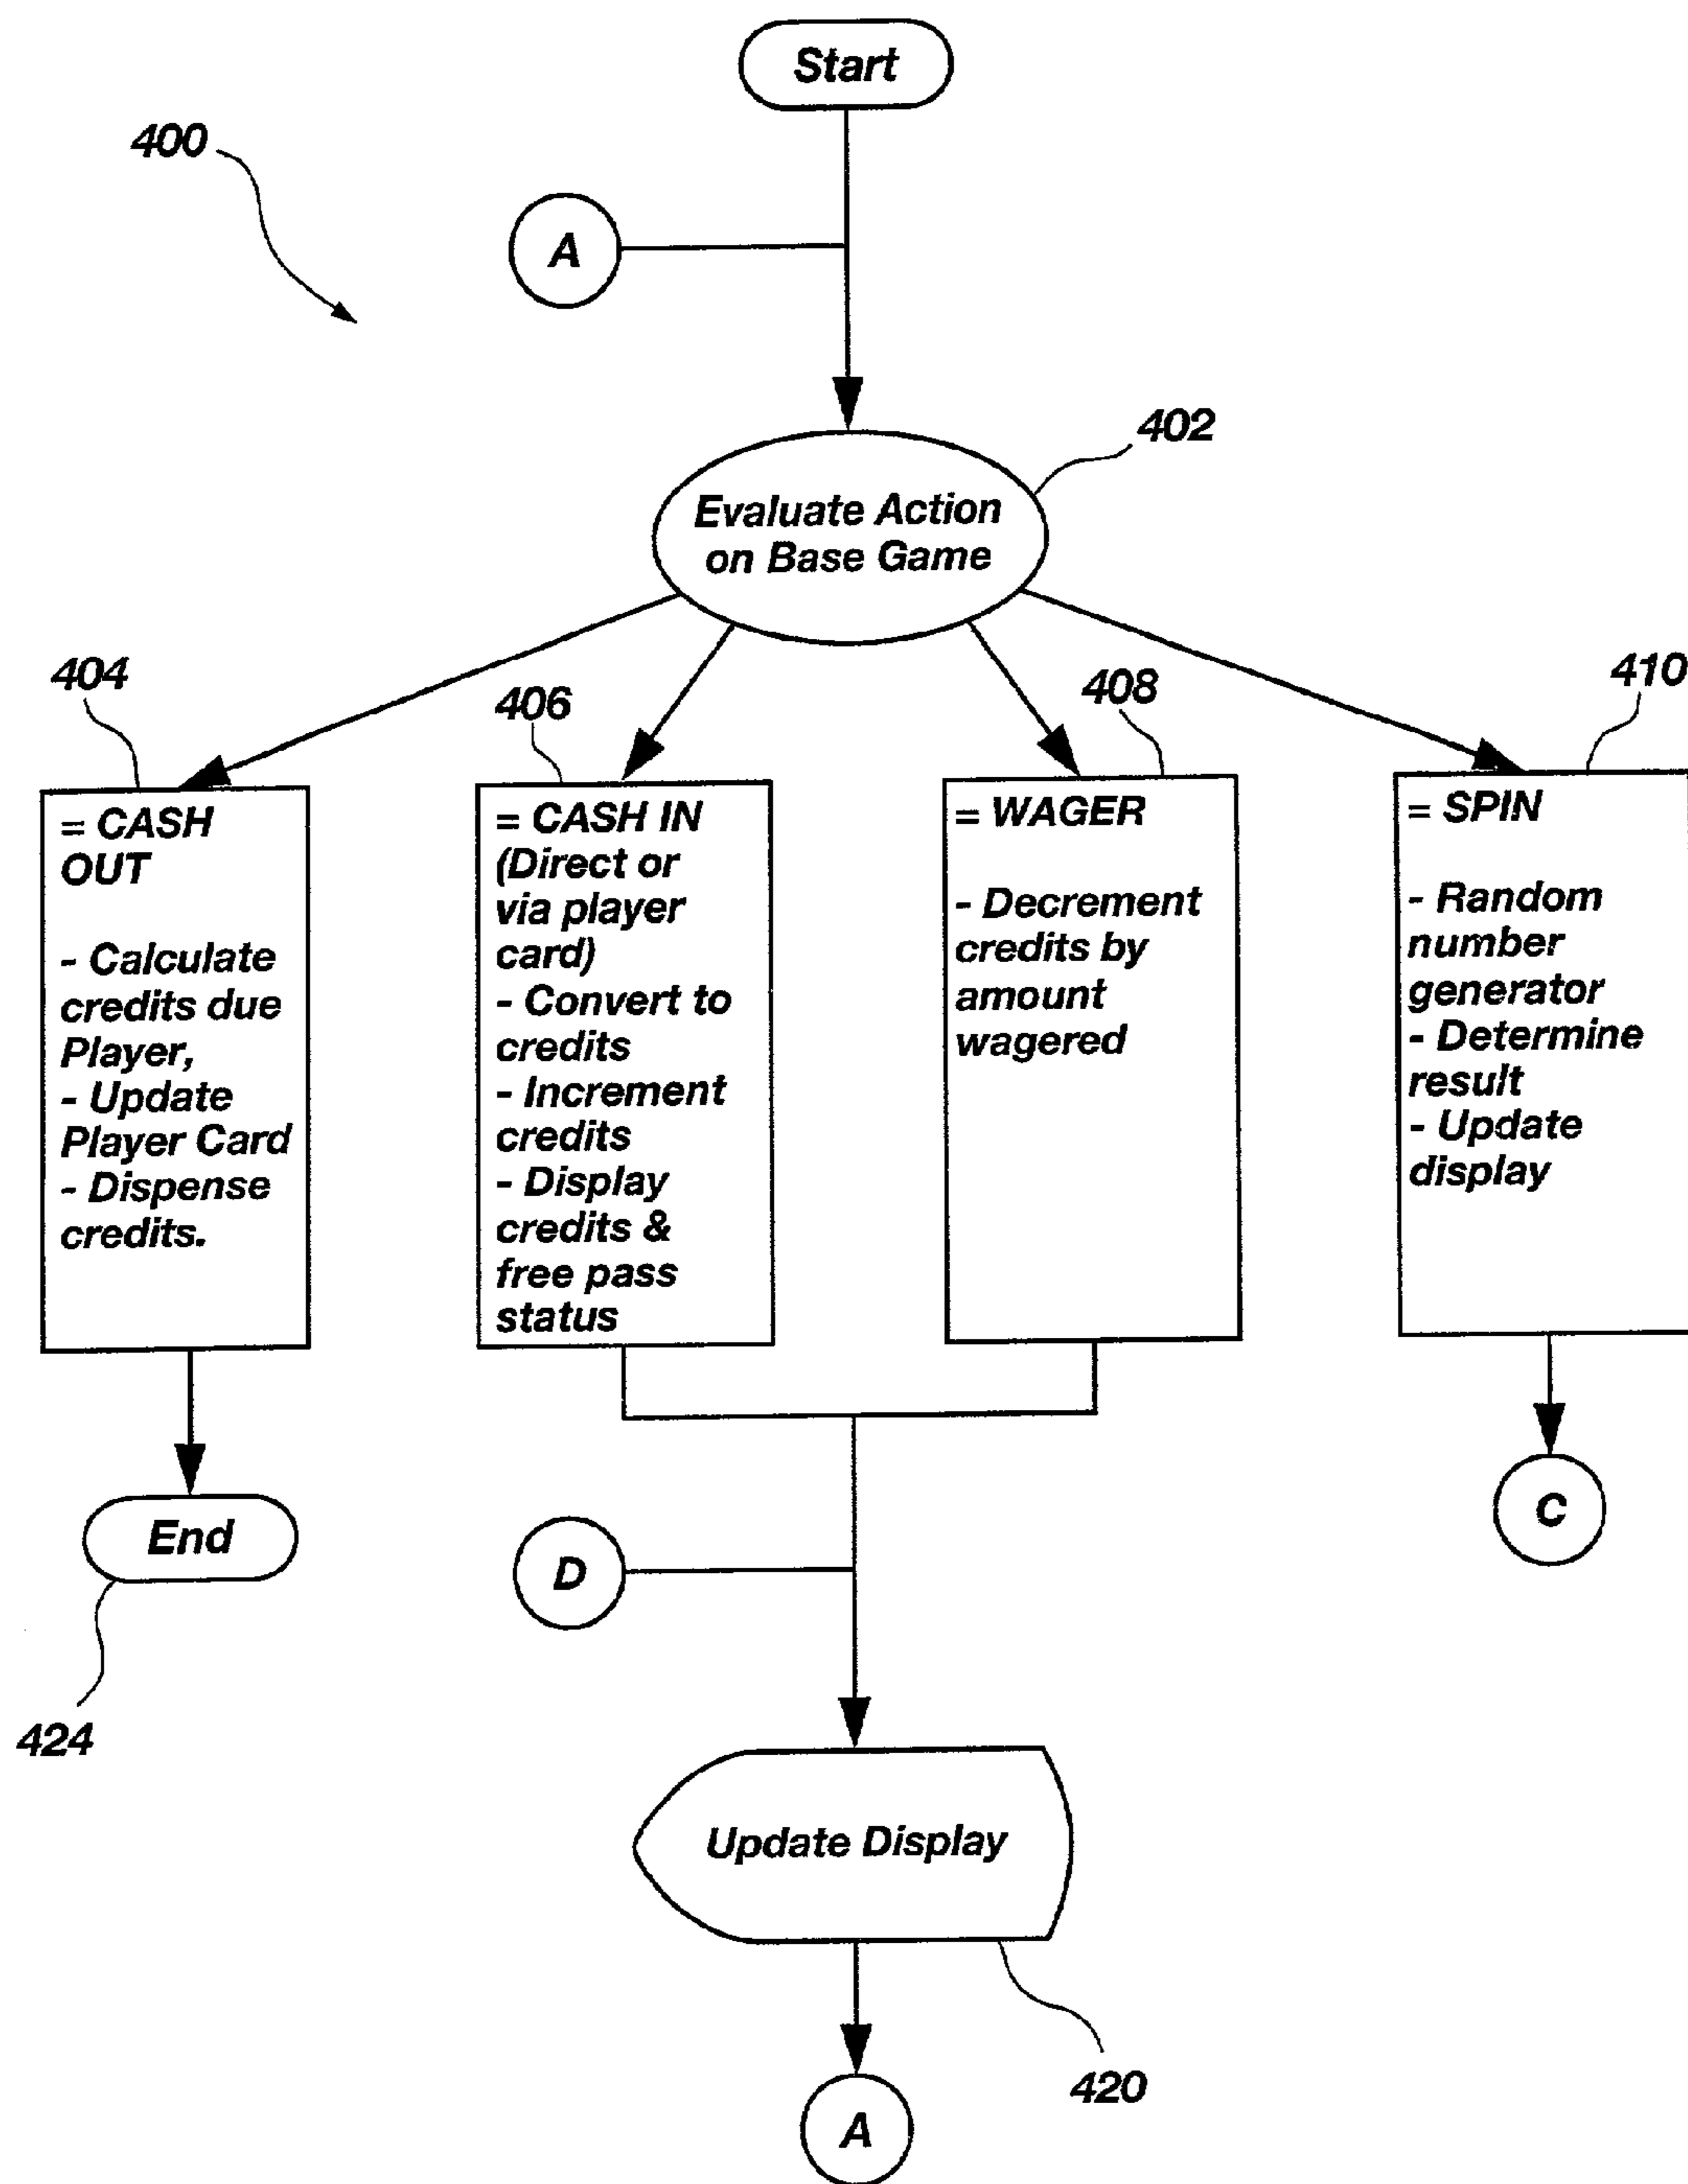 Start
400
A
402
Evaluate Action
on Base Game
404
406
408
410
= CASH
OUT
- Calculate
credits due
Player,
- Update
Player Card
- Dispense
credits.
= CASH IN
(Direct or
via player
card)
- Convert to
credits
- Increment
credits
- Display
credits &
free pass
status
= WAGER
- Decrement
credits by
amount
wagered
= SPIN
- Random
number
generator
- Determine
result
- Update
display
End
424
D
C
Update Display
420
A